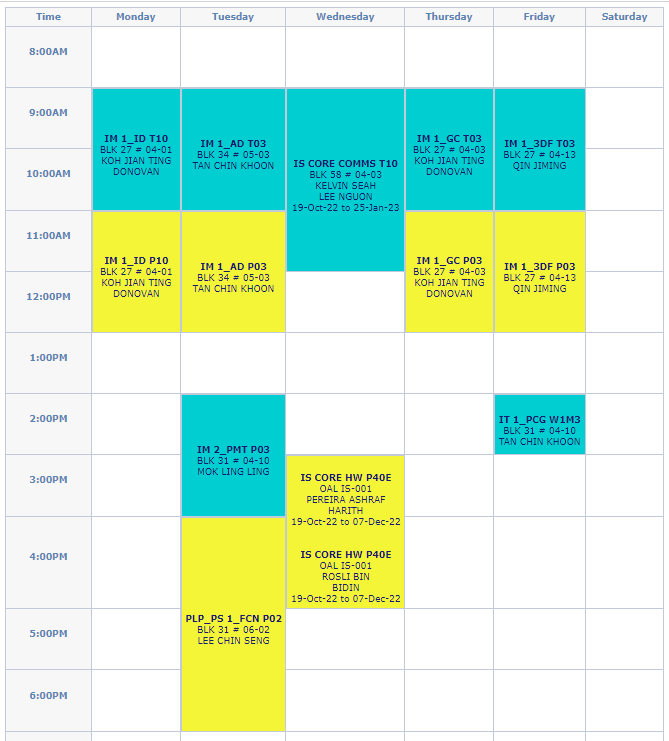 Time Monday Tuesday Wednesday Thursday Friday Saturday
8:00AM
9:00AM
10:00AM
11:00AM
12:00PM
1:00PM
2:00PM
3:00PM
4:00PM
5:00PM
6:00PM
IM 1_ID T10
BLK 27 # 04-01
KOH JIAN TING
DONOVAN
IM 1_ID P10
BLK 27 # 04-01
KOH JIAN TING
DONOVAN
IM 1_AD T03
BLK 34 # 05-03
TAN CHIN KHOON
IM 1_AD P03
BLK 34 # 05-03
TAN CHIN KHOON
IM 2_PMT P03
BLK 31 # 04-10
MOK LING LING
PLP_PS 1_FCN P02
BLK 31 # 06-02
LEE CHIN SENG
IS CORE COMMS T10
BLK 58 # 04-03
KELVIN SEAH
LEE NGUON
19-Oct-22 to 25-Jan-23
IS CORE HW P40E
OAL IS-001
PEREIRA ASHRAF
HARITH
19-Oct-22 to 07-Dec-22
IS CORE HW P40E
OAL IS-001
ROSLI BIN
BIDIN
19-Oct-22 to 07-Dec-22
IM 1_GC T03
BLK 27 # 04-03
KOH JIAN TING
DONOVAN
IM 1_GC P03
BLK 27 # 04-03
KOH JIAN TING
DONOVAN
IM 1_3DF T03
BLK 27 # 04-13
QIN JIMING
IM 1_3DF P03
BLK 27 # 04-13
QIN JIMING
IT 1_PCG W1M3
BLK 31 # 04-10
TAN CHIN KHOON